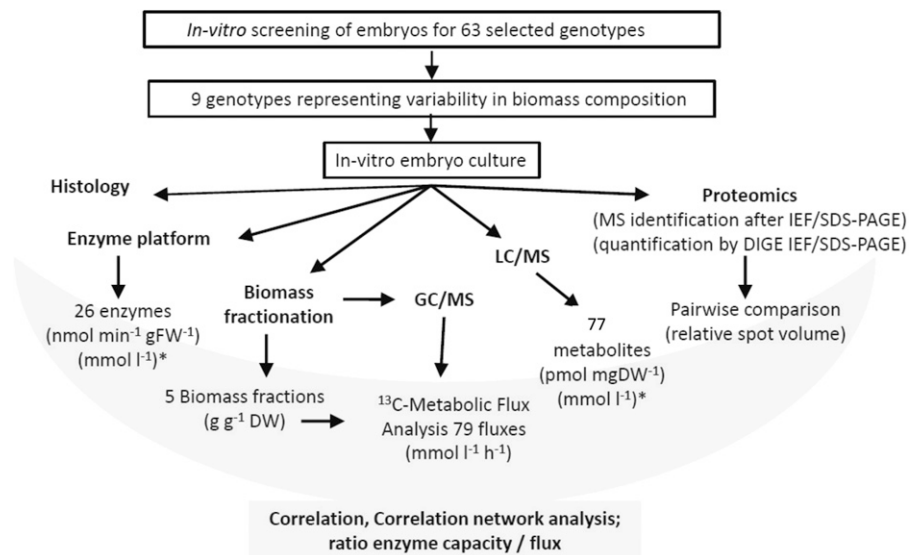 In-vitro screening of embryos for 63 selected genotypes
9 genotypes representing variability in biomass composition
In-vitro embryo culture
Histology
Enzyme platform
26 enzymes
(nmol min⁻¹ gFW⁻¹)
(mmol l⁻¹)*
Biomass
fractionation
5 Biomass fractions
(g g⁻¹ DW)
GC/MS
¹³C-Metabolic Flux
Analysis 79 fluxes
(mmol l⁻¹ h⁻¹)
LC/MS
77
metabolites
(pmol mgDW⁻¹)
(mmol l⁻¹)*
Proteomics
(MS identification after IEF/SDS-PAGE)
(quantification by DIGE IEF/SDS-PAGE)
Pairwise comparison
(relative spot volume)
Correlation, Correlation network analysis;
ratio enzyme capacity / flux